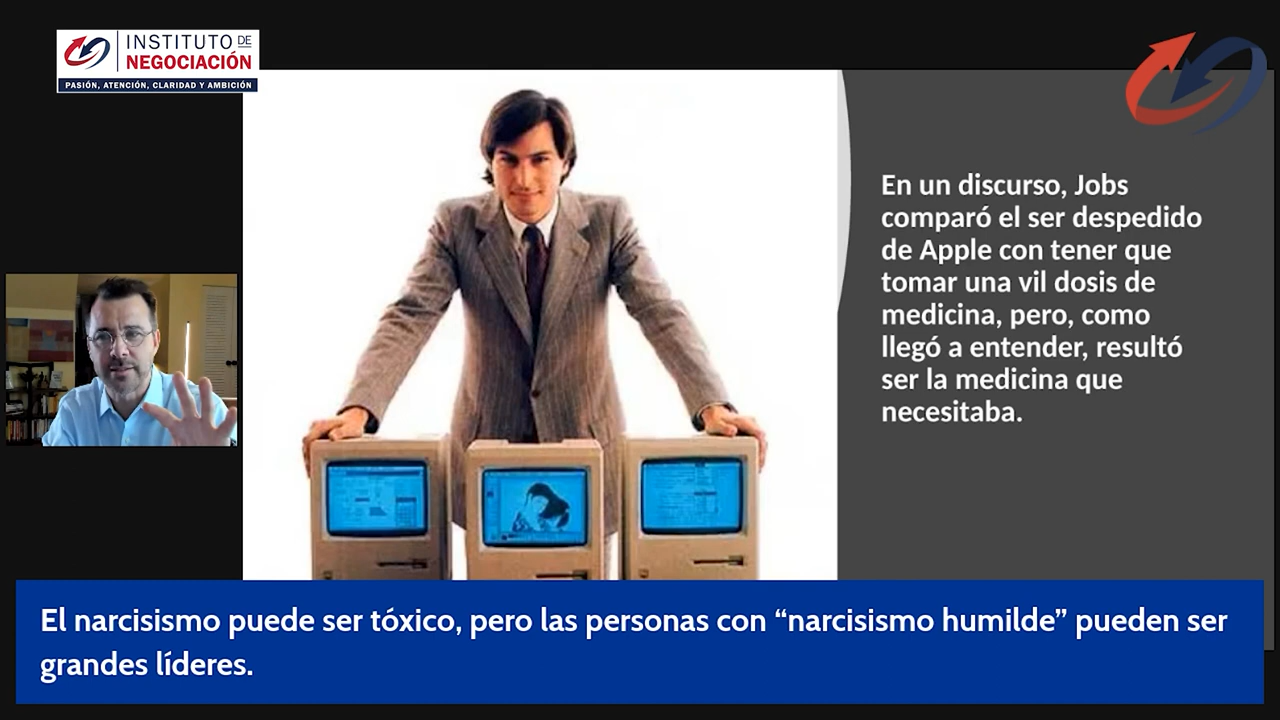 INSTITUTO DE
NEGOCIACIÓN
PASIÓN, ATENCIÓN, CLARIDAD Y AMBICIÓN
En un discurso, Jobs
comparó el ser despedido
de Apple con tener que
tomar una vil dosis de
medicina, pero, como
llegó a entender, resultó
ser la medicina que
necesitaba.
El narcisismo puede ser tóxico, pero las personas con “narcisismo humilde” pueden ser
grandes líderes.